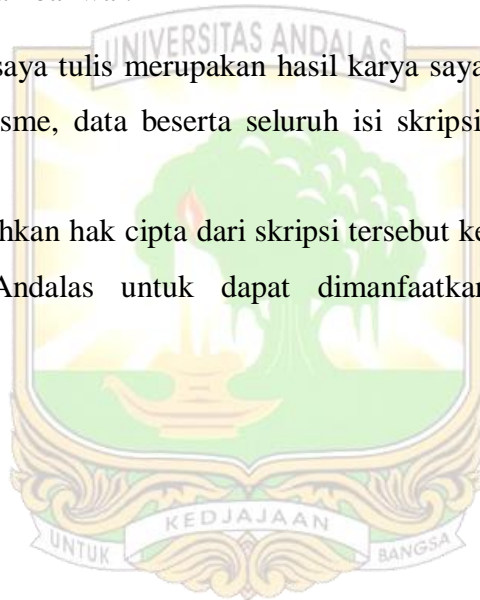 UNIVERSITAS ANDALAS
saya tulis merupakan hasil karya saya
sme, data beserta seluruh isi skripsi
hkan hak cipta dari skripsi tersebut ke
Andalas untuk dapat dimanfaatkan
KEDJAJAAN
UNTUK BANGSA